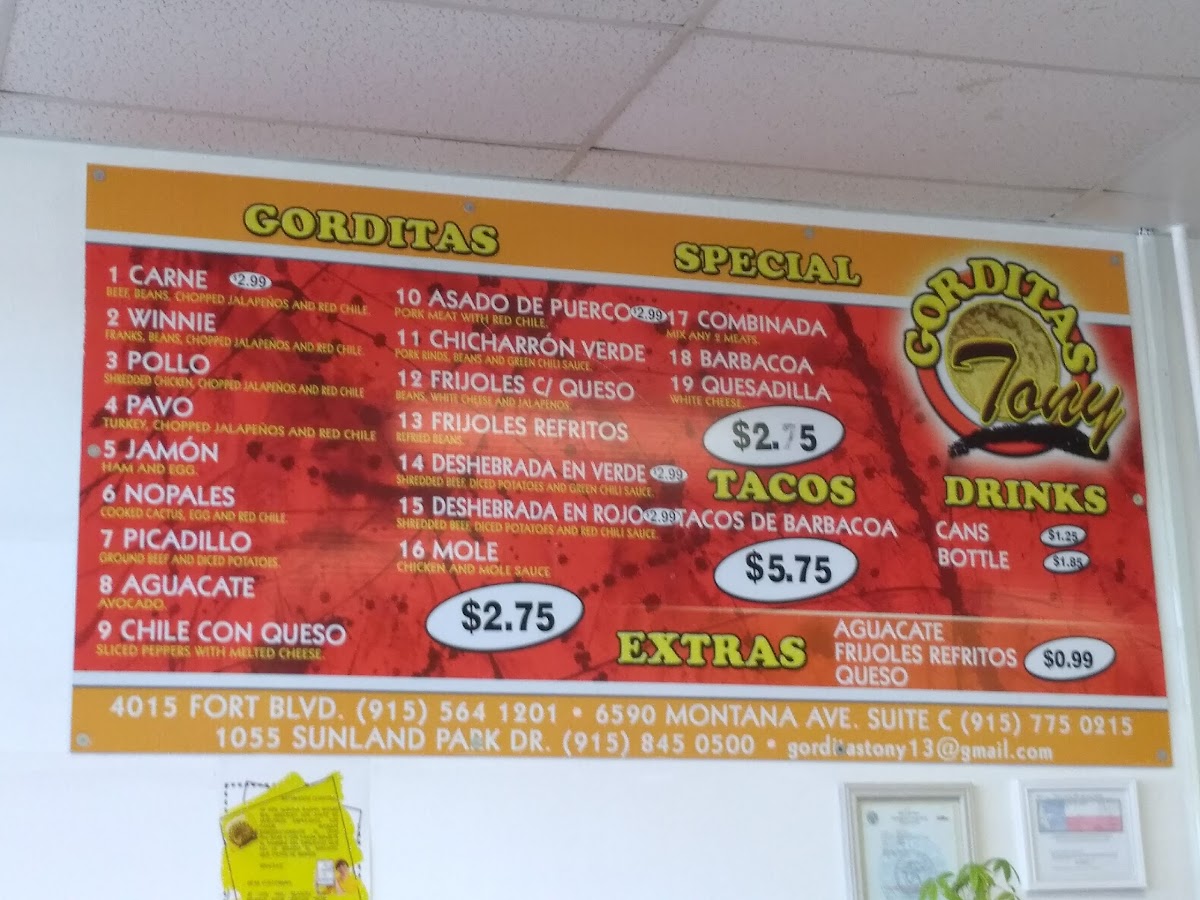 GORDITAS
1 CARNE $2.99
BEEF, BEANS, CHOPPED JALAPEÑOS AND RED CHILE.
2 WINNIE
FRANKS, BEANS, CHOPPED JALAPEÑOS AND RED CHILE.
3 POLLO
SHREDDED CHICKEN, CHOPPED JALAPEÑOS AND RED CHILE
4 PAVO
TURKEY, CHOPPED JALAPEÑOS AND RED CHILE
5 JAMÓN
HAM AND EGG.
6 NOPALES
COOKED CACTUS, EGG AND RED CHILE.
7 PICADILLO
GROUND BEEF AND DICED POTATOES.
8 AGUACATE
AVOCADO.
9 CHILE CON QUESO
SLICED PEPPERS WITH MELTED CHEESE.
10 ASADO DE PUERCO $2.99
PORK MEAT WITH RED CHILE.
11 CHICHARRÓN VERDE
PORK RINDS, BEANS AND GREEN CHILI SAUCE.
12 FRIJOLES C/ QUESO
BEANS, WHITE CHEESE AND JALAPENOS.
13 FRIJOLES REFRITOS
REFRIED BEANS.
14 DESHEBRADA EN VERDE $2.99
SHREDDED BEEF, DICED POTATOES AND GREEN CHILI SAUCE.
15 DESHEBRADA EN ROJO $2.99
SHREDDED BEEF, DICED POTATOES AND RED CHILI SAUCE.
16 MOLE
CHICKEN AND MOLE SAUCE
$2.75
SPECIAL
17 COMBINADA
MIX ANY 2 MEATS.
18 BARBACOA
19 QUESADILLA
WHITE CHEESE.
$2.75
TACOS
TACOS DE BARBACOA
$5.75
GORDITAS
Tony
DRINKS
CANS $1.25
BOTTLE $1.85
EXTRAS
AGUACATE
FRIJOLES REFRITOS
QUESO
$0.99
4015 FORT BLVD. (915) 564 1201 • 6590 MONTANA AVE. SUITE C (915) 775 0215
1055 SUNLAND PARK DR. (915) 845 0500 • gorditastony13@gmail.com